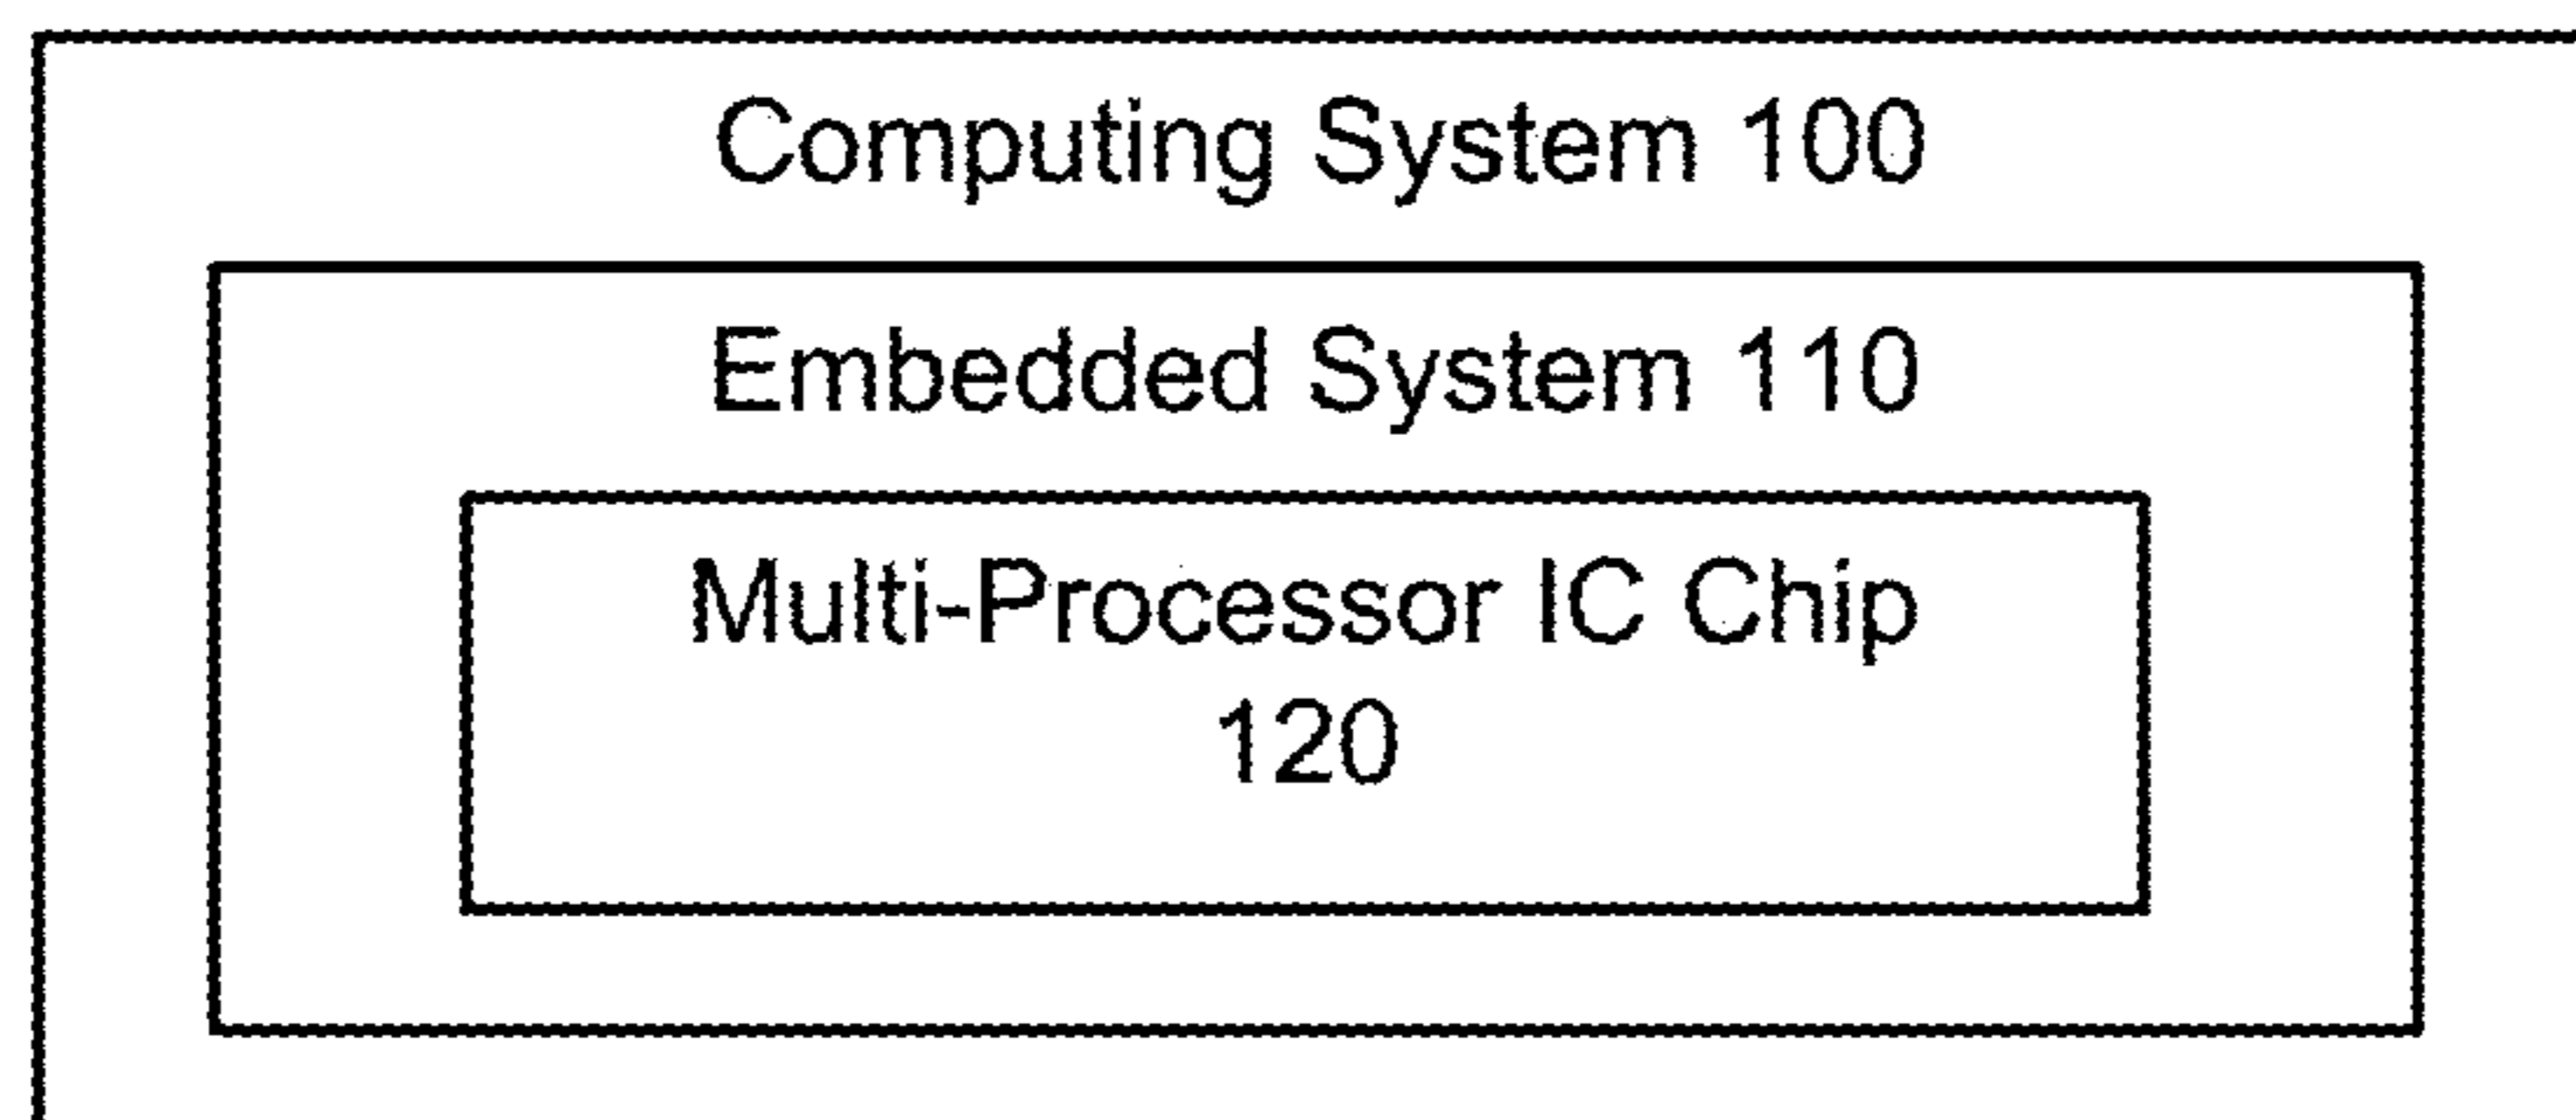 Computing System 100
Embedded System 110
Multi-Processor IC Chip
120